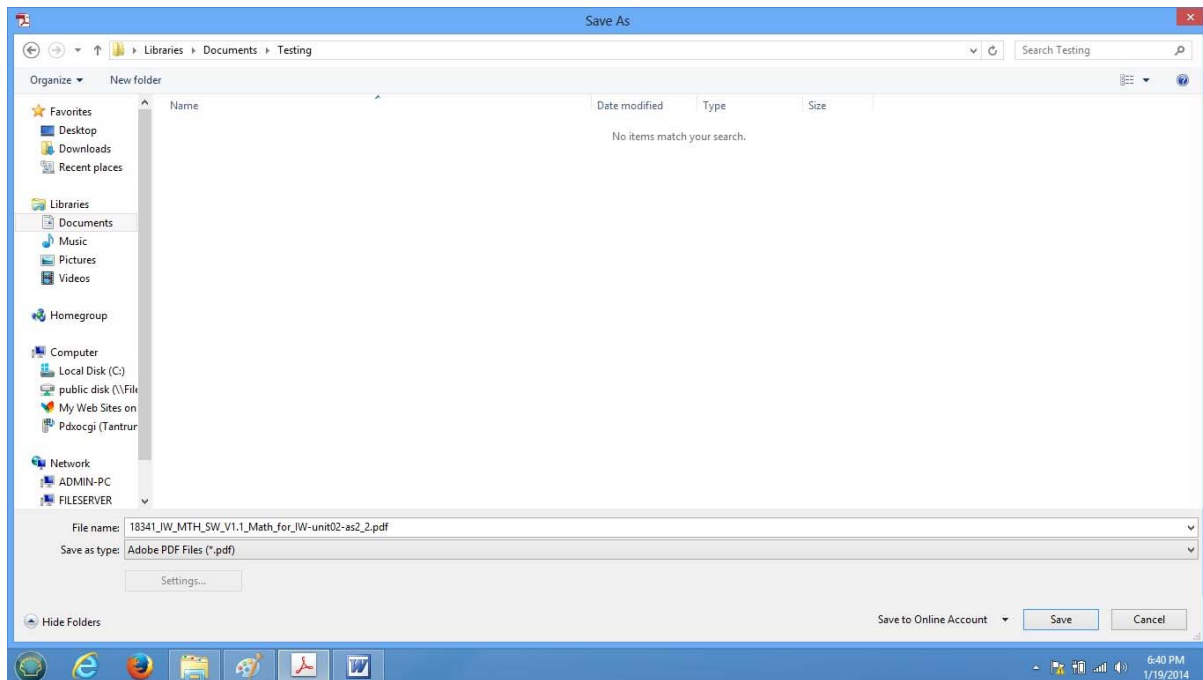 Save As
Libraries Documents Testing
Search Testing
Organize New folder
Name Date modified Type Size
No items match your search.
Favorites
Desktop
Downloads
Recent places
Libraries
Documents
Music
Pictures
Videos
Homegroup
Computer
Local Disk (C:)
public disk (\\File
My Web Sites on
Pdxocgi (Tantrun
Network
ADMIN-PC
FILESERVER
File name: 18341_IW_MTH_SW_V1.1_Math_for_IW-unit02-as2_2.pdf
Save as type: Adobe PDF Files (*.pdf)
Settings...
Hide Folders
Save to Online Account Save Cancel
6:40 PM
1/19/2014